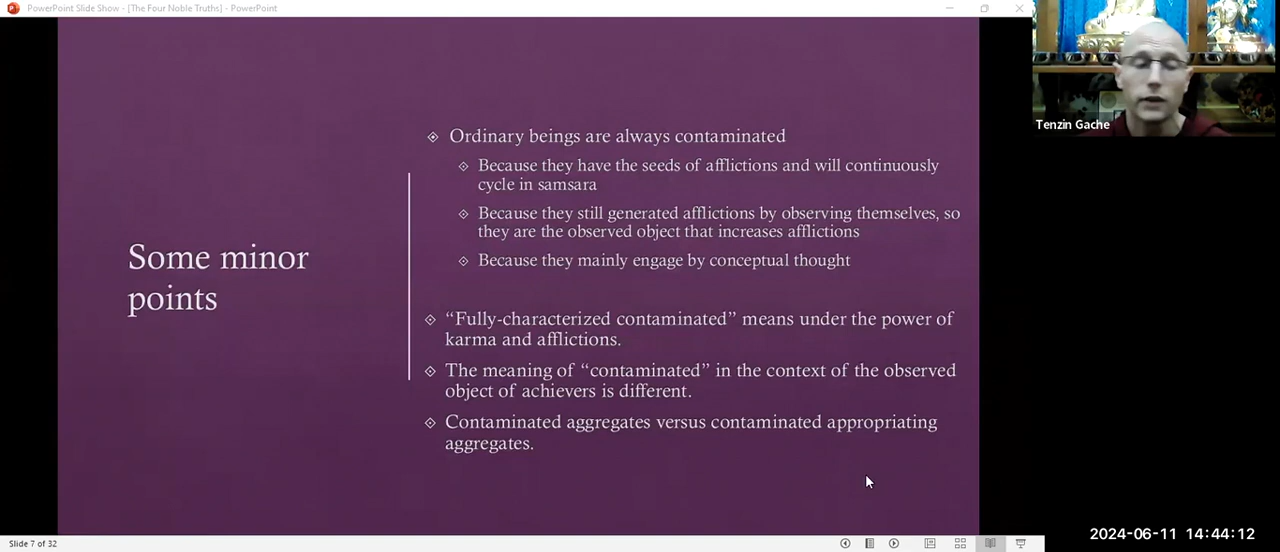 PowerPoint Slide Show - [The Four Noble Truths] - PowerPoint
Tenzin Gache
Some minor
points
Ordinary beings are always contaminated
Because they have the seeds of afflictions and will continuously
cycle in samsara
Because they still generated afflictions by observing themselves, so
they are the observed object that increases afflictions
Because they mainly engage by conceptual thought
“Fully-characterized contaminated” means under the power of
karma and afflictions.
The meaning of “contaminated” in the context of the observed
object of achievers is different.
Contaminated aggregates versus contaminated appropriating
aggregates.
2024-06-11 14:44:12
Slide 7 of 32